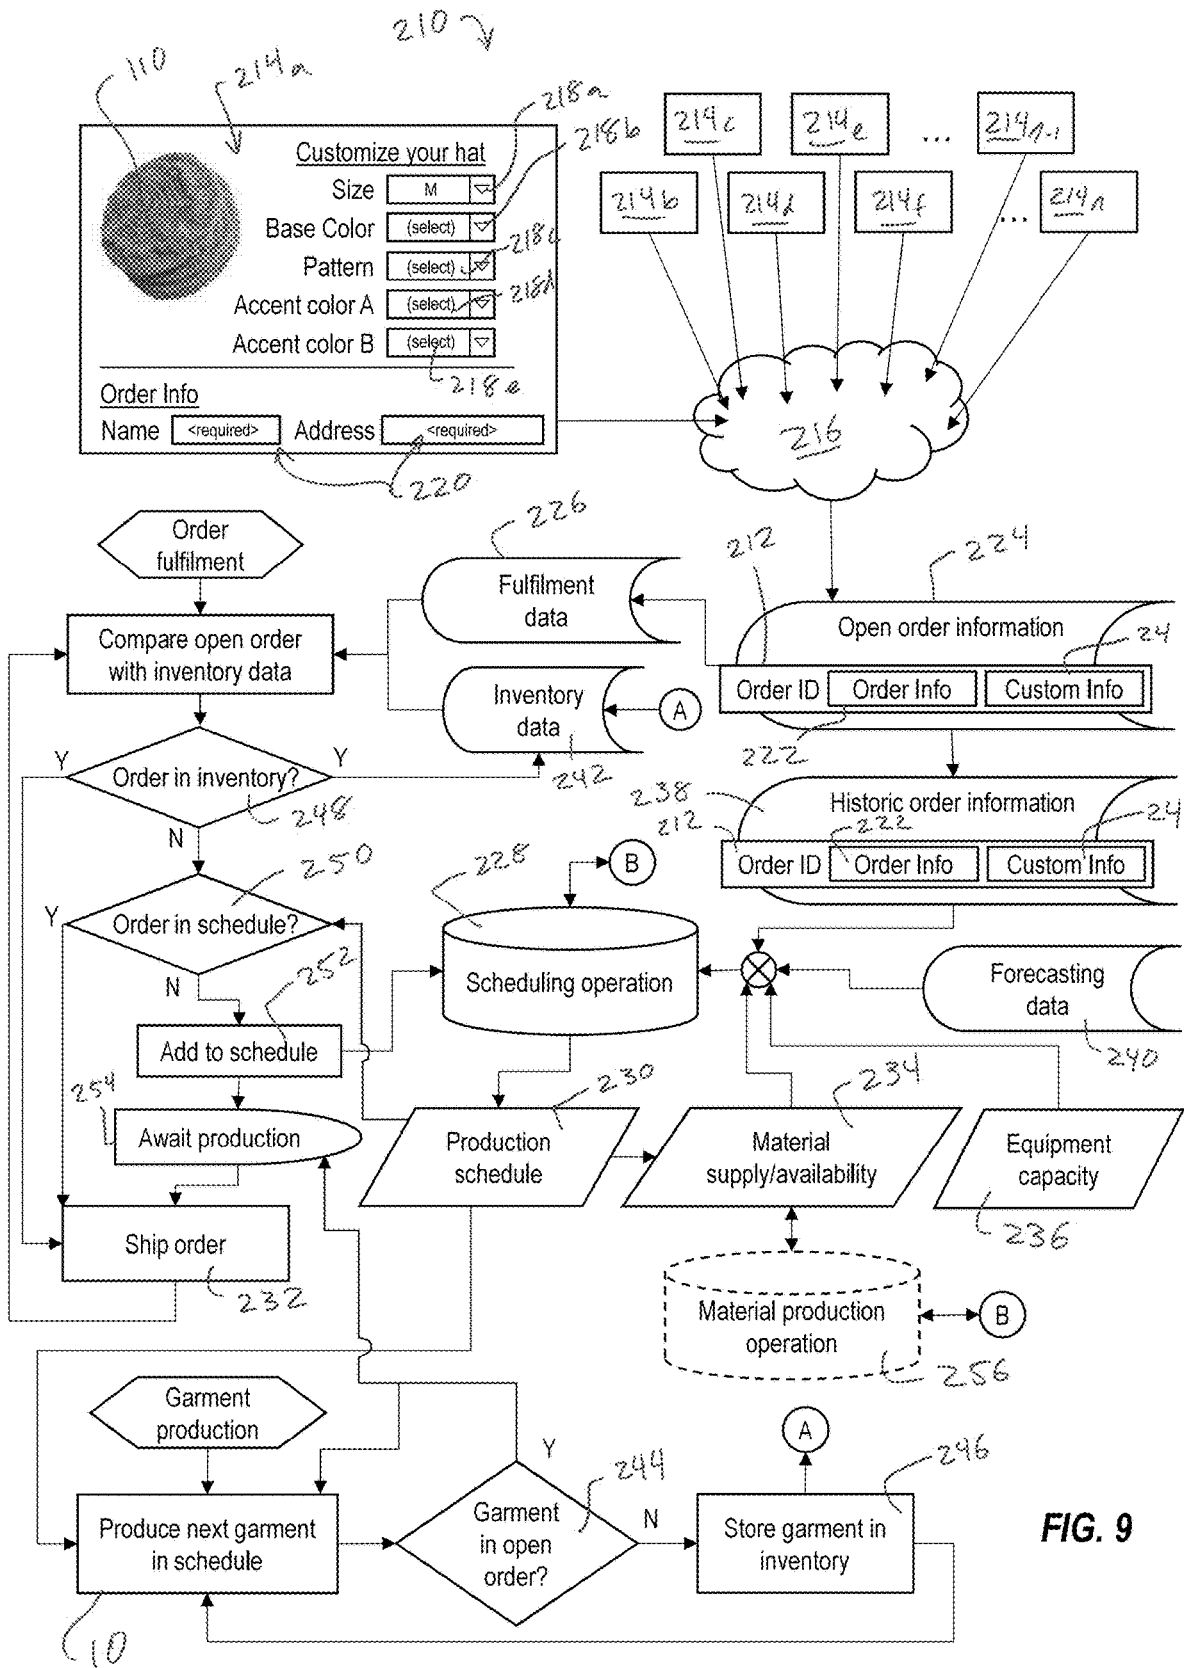 210
110
214a
Customize your hat
218a
218b
Size M
Base Color (select)
Pattern (select) 218c
Accent color A (select) 218d
Accent color B (select)
218e
Order Info
Name <required> Address <required>
220
214c
214e
... 214n-1
214b
214d
214f
... 214n
216
Order
fulfilment
226
Fulfilment
data
212
224
Open order information
24
Order ID Order Info Custom Info
222
Compare open order
with inventory data
Inventory
data
A
242
Y
Y
Order in inventory?
248
N
238
Historic order information
212
222
24
Order ID Order Info Custom Info
250
Y
Order in schedule?
252
N
228
B
Scheduling operation
Forecasting
data
240
Add to schedule
254
Await production
230
Production
schedule
234
Material
supply/availability
Equipment
capacity
236
Ship order
232
Material production
operation
B
256
Garment
production
Y
244
A
246
Produce next garment
in schedule
10
Garment
in open
order?
N
Store garment in
inventory
FIG. 9